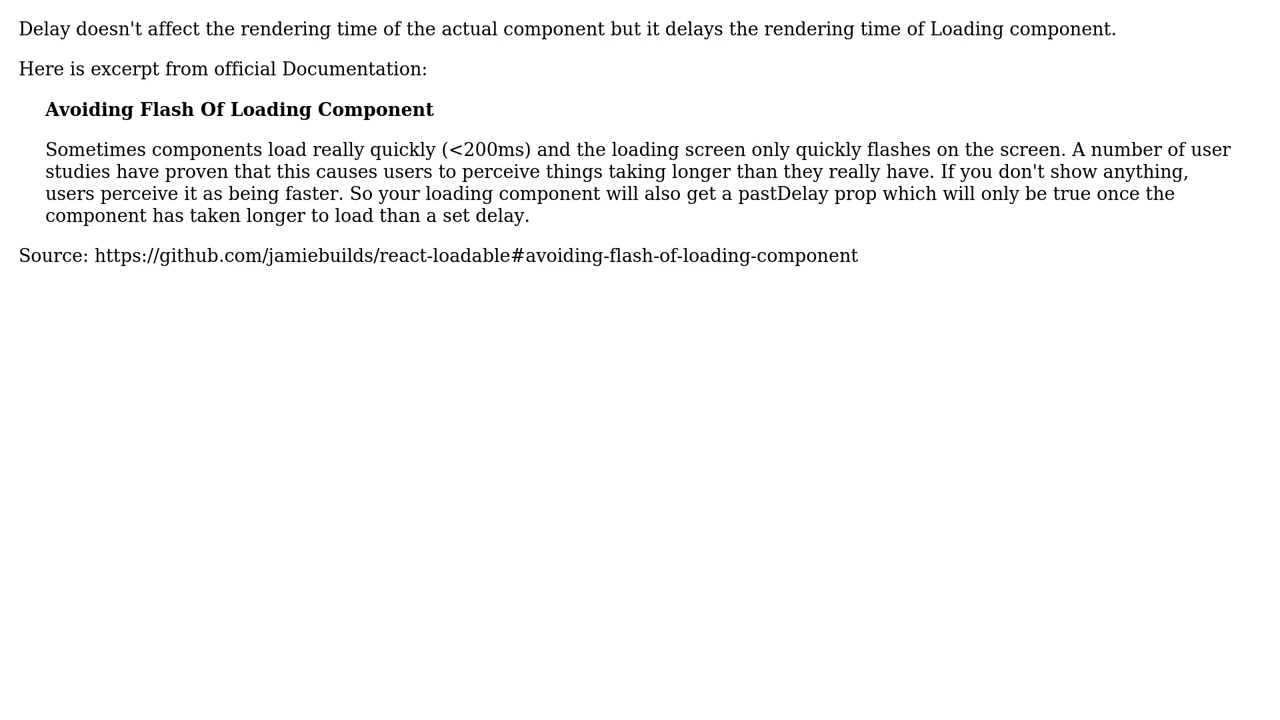 Delay doesn't affect the rendering time of the actual component but it delays the rendering time of Loading component.
Here is excerpt from official Documentation:
Avoiding Flash Of Loading Component
Sometimes components load really quickly (<200ms) and the loading screen only quickly flashes on the screen. A number of user
studies have proven that this causes users to perceive things taking longer than they really have. If you don't show anything,
users perceive it as being faster. So your loading component will also get a pastDelay prop which will only be true once the
component has taken longer to load than a set delay.
Source: https://github.com/jamiebuilds/react-loadable#avoiding-flash-of-loading-component